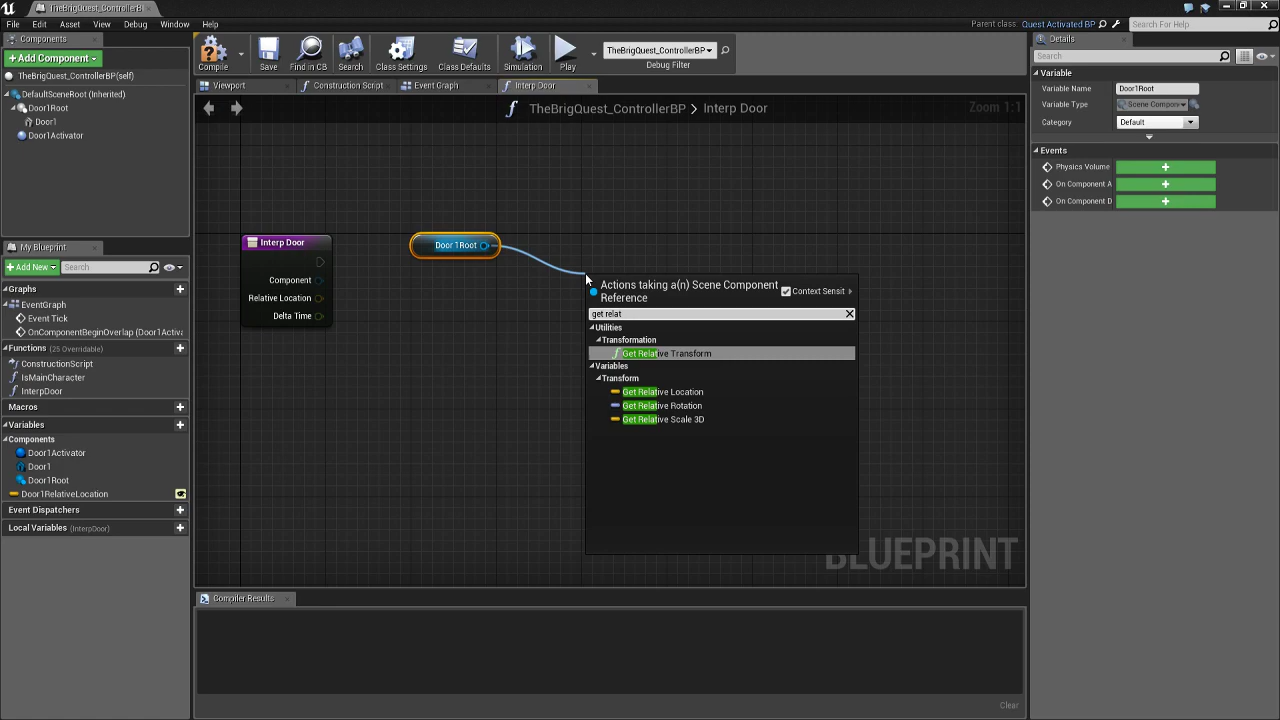 TheBrigQuest_ControllerBI
File Edit Asset View Debug Window Help
Parent class: Quest Activated BP
Search For Help
Components
Add Component
TheBrigQuest_ControllerBP(self)
DefaultSceneRoot (Inherited)
Door1Root
Door1
Door1Activator
Compile
Save
Find in CB
Search
Class Settings
Class Defaults
Simulation
Play
TheBrigQuest_ControllerBP
Debug Filter
Viewport
Construction Script
Event Graph
Interp Door
TheBrigQuest_ControllerBP > Interp Door
Zoom 1:1
Interp Door
Component
Relative Location
Delta Time
Door 1Root
Actions taking a(n) Scene Component
Reference
Context Sensit
get relat
Utilities
Transformation
Get Relative Transform
Variables
Transform
Get Relative Location
Get Relative Rotation
Get Relative Scale 3D
BLUEPRINT
My Blueprint
Add New
Search
Graphs
EventGraph
Event Tick
OnComponentBeginOverlap (Door1Activa
Functions (25 Overridable)
ConstructionScript
IsMainCharacter
InterpDoor
Macros
Variables
Components
Door1Activator
Door1
Door1Root
Door1RelativeLocation
Event Dispatchers
Local Variables (InterpDoor)
Compiler Results
Clear
Details
Search
Variable
Variable Name Door1Root
Variable Type Scene Compon
Category Default
Events
Physics Volume
On Component A
On Component D